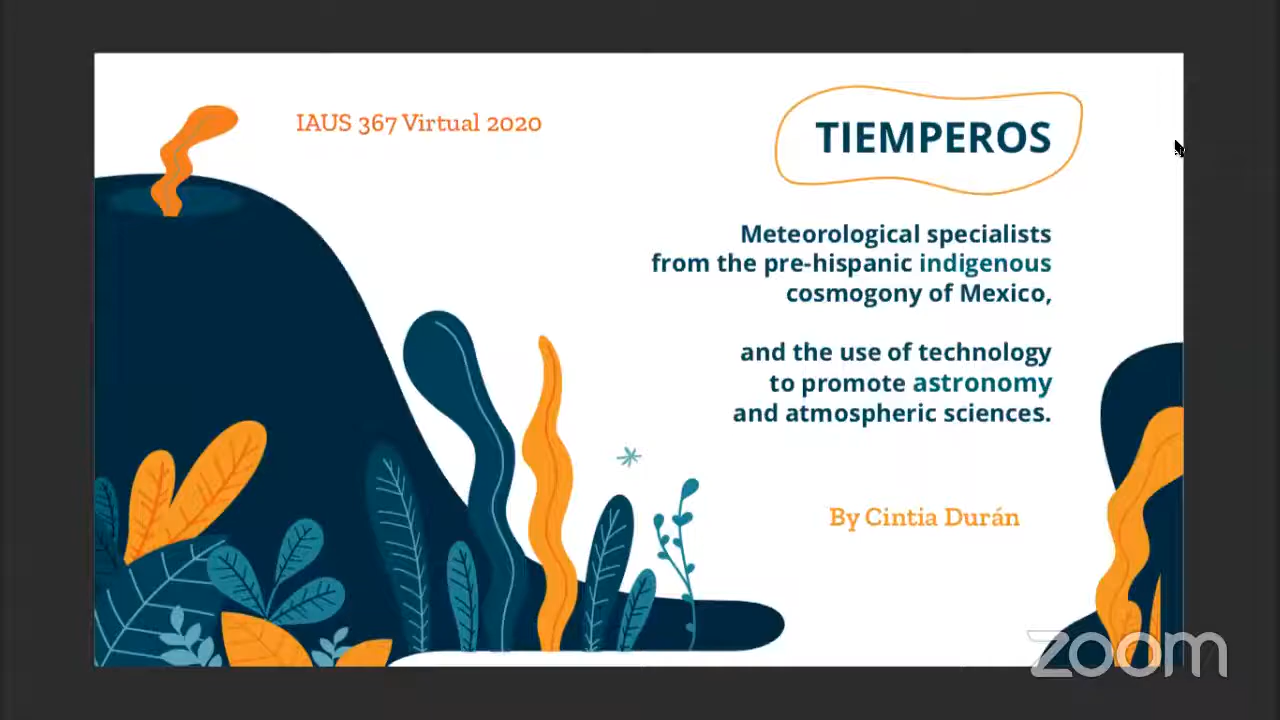 IAUS 367 Virtual 2020
TIEMPEROS
Meteorological specialists
from the pre-hispanic indigenous
cosmogony of Mexico,
and the use of technology
to promote astronomy
and atmospheric sciences.
By Cintia Durán
zoom